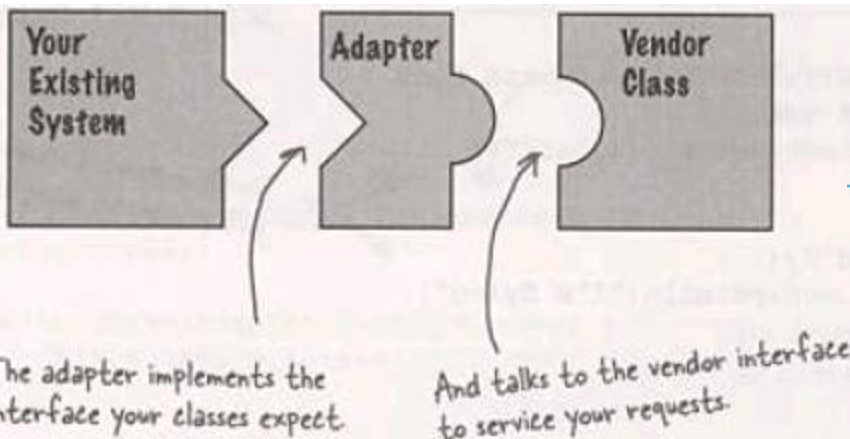 Your
Existing
System
Adapter
Vendor
Class
he adapter implements the
nterface your classes expect.
And talks to the vendor interface
to service your requests.